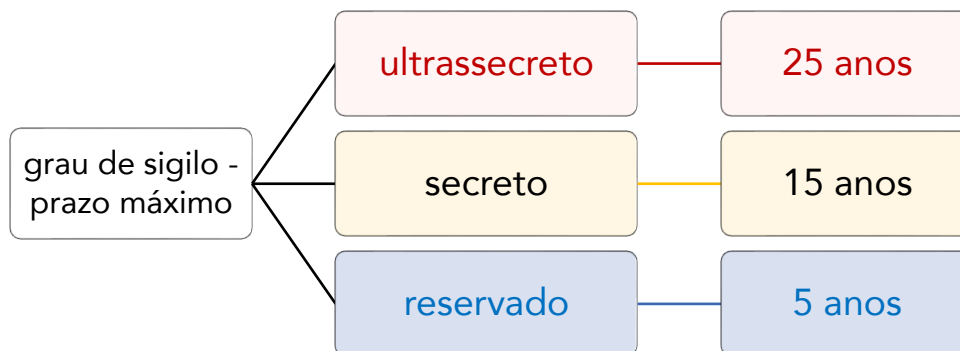 grau de sigilo -
prazo máximo
ultrassecreto
25 anos
secreto
15 anos
reservado
5 anos